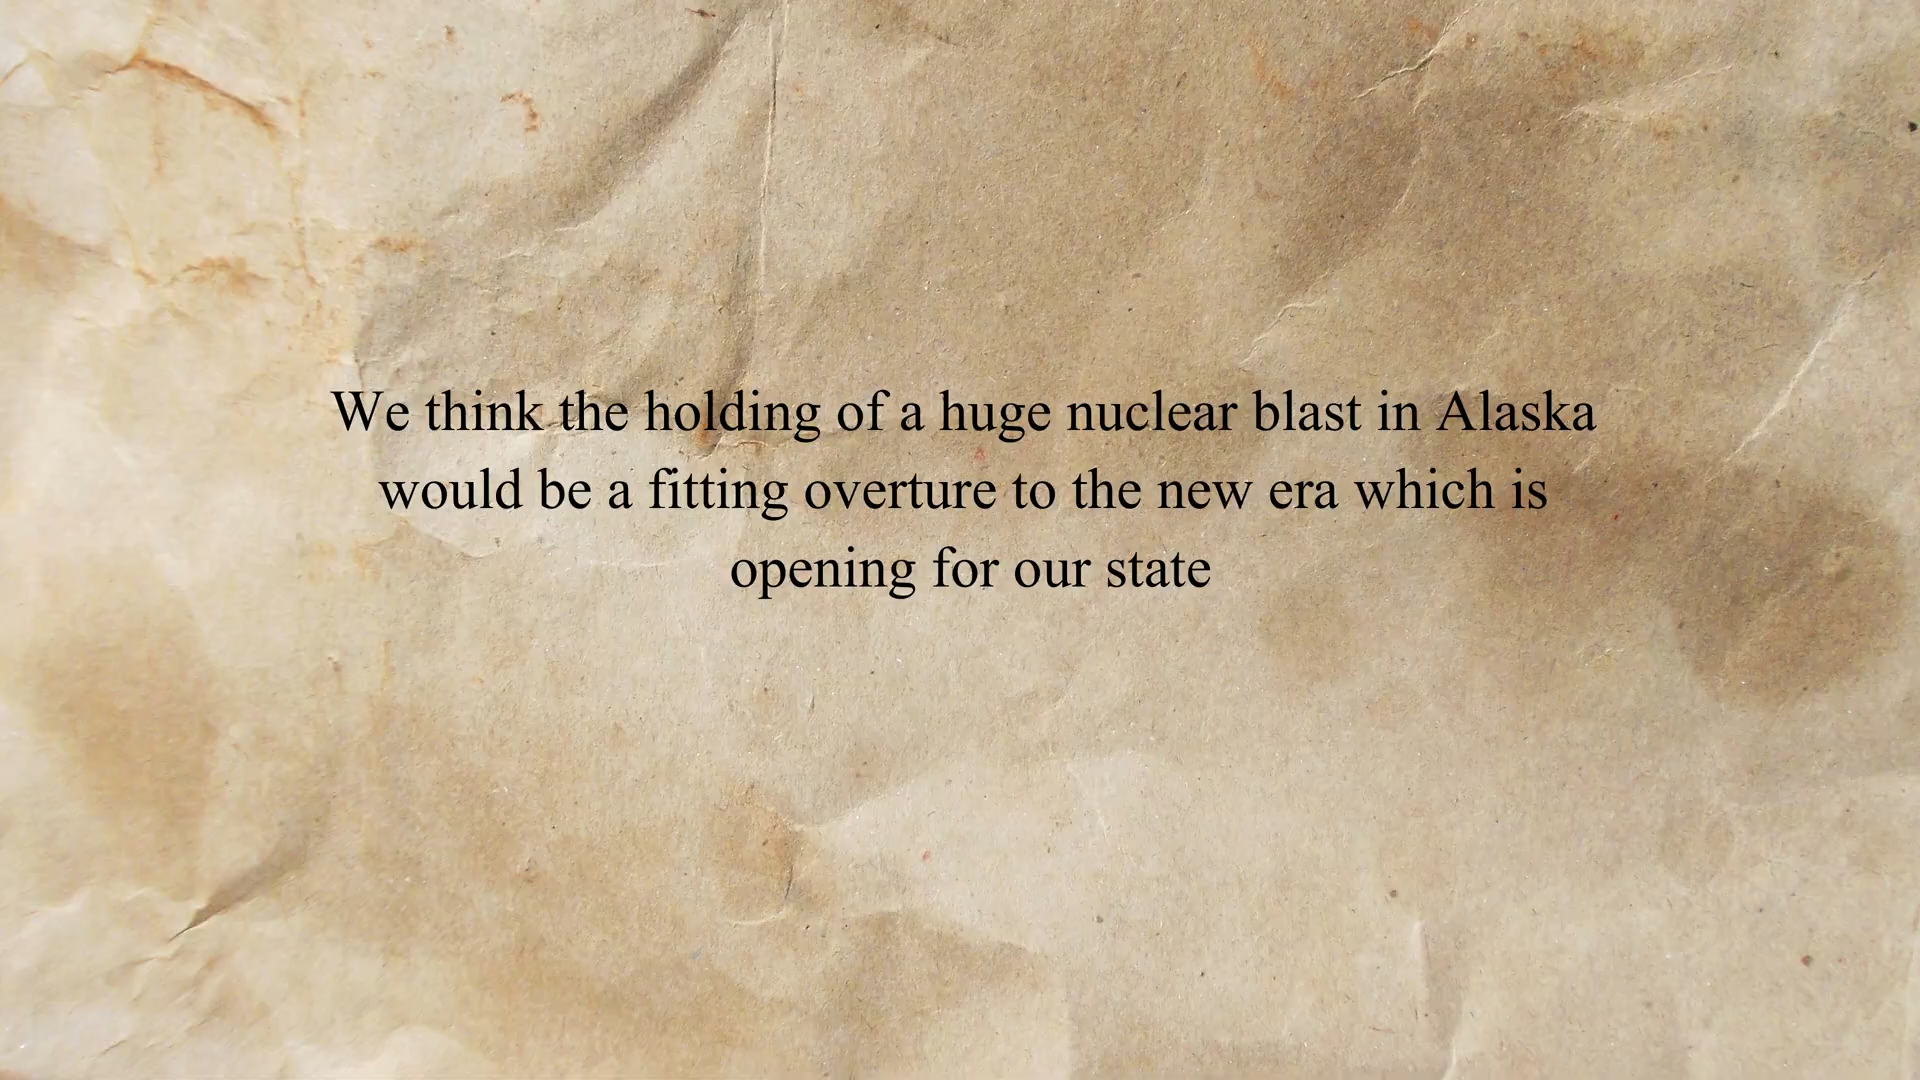 We think the holding of a huge nuclear blast in Alaska
would be a fitting overture to the new era which is
opening for our state